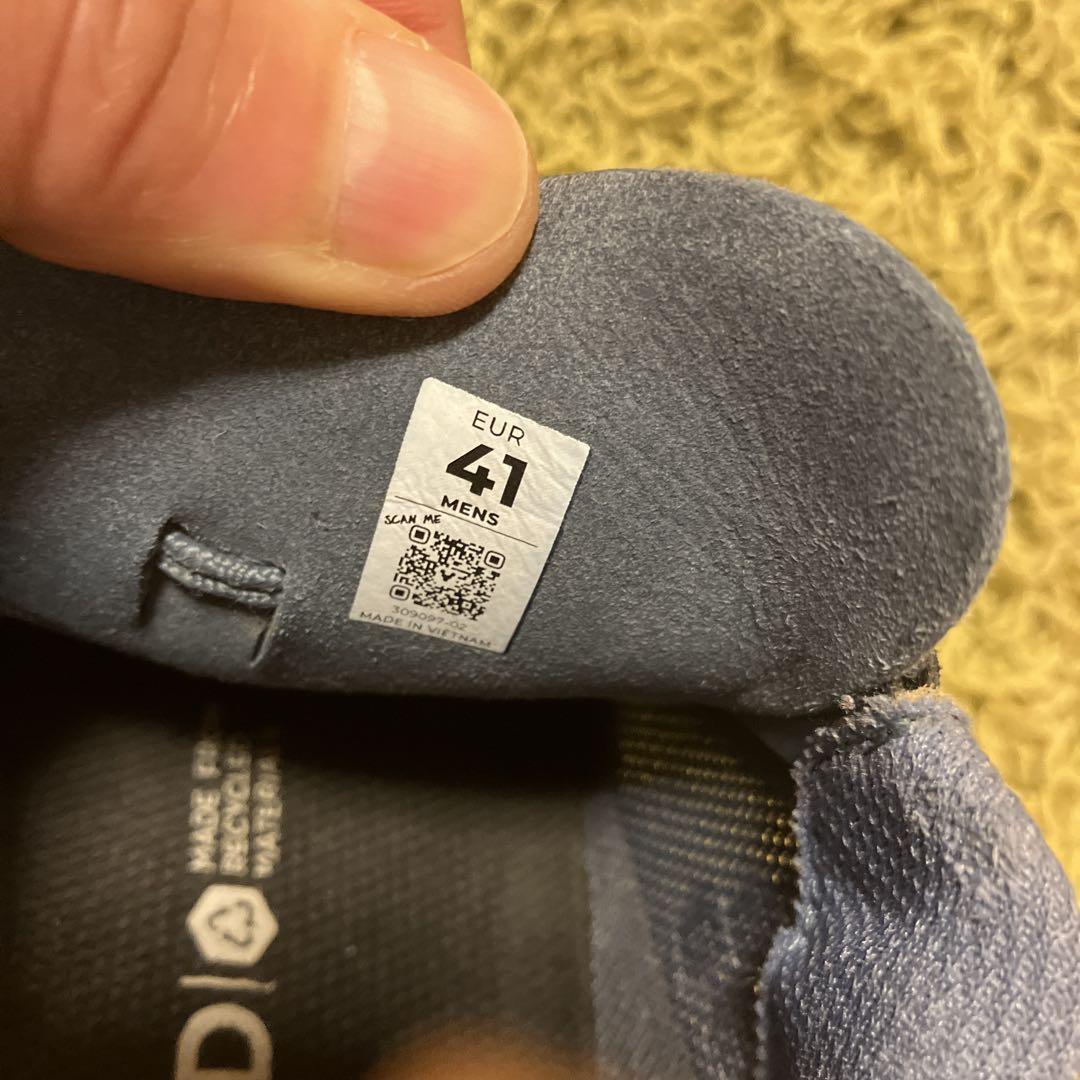 EUR
41
MENS
SCAN ME
309097-02
MADE IN VIETNAM
MADE FR
RECYCLE
MATERIA
D